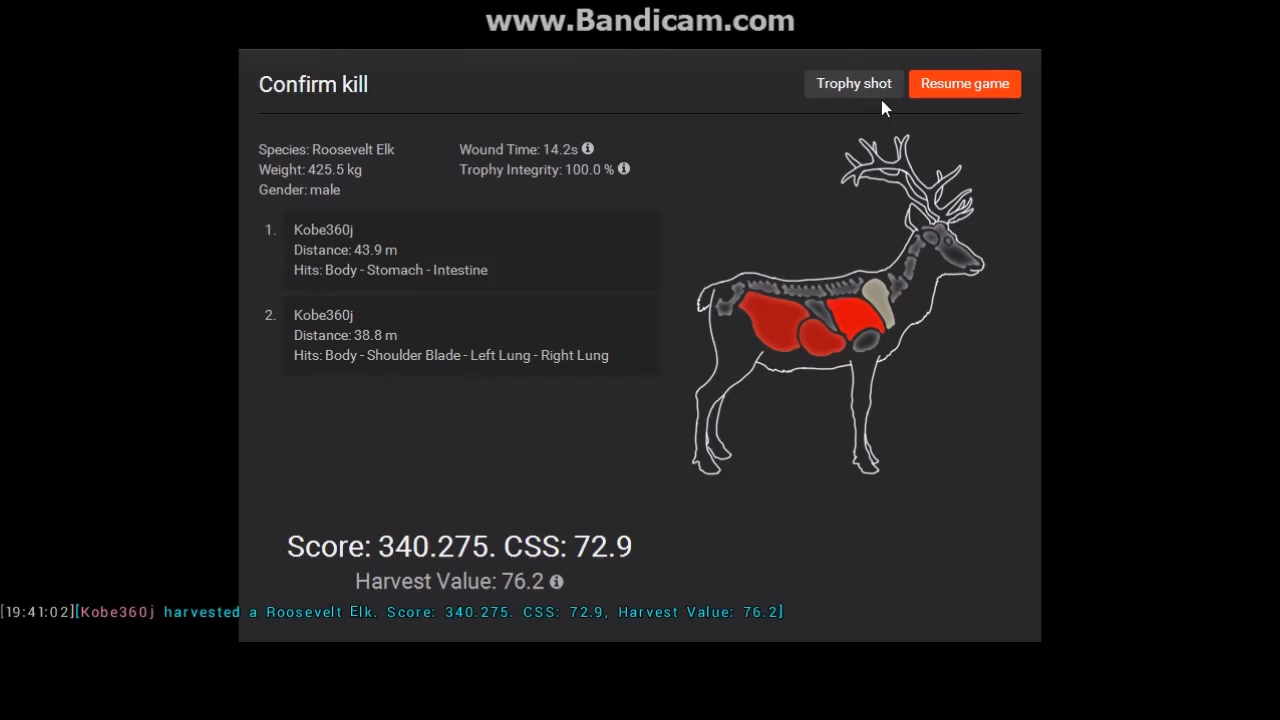 www.Bandicam.com
Confirm kill
Trophy shot
Resume game
Species: Roosevelt Elk
Weight: 425.5 kg
Gender: male
Wound Time: 14.2s
Trophy Integrity: 100.0 %
1. Kobe360j
Distance: 43.9 m
Hits: Body - Stomach - Intestine
2. Kobe360j
Distance: 38.8 m
Hits: Body - Shoulder Blade - Left Lung - Right Lung
Score: 340.275. CSS: 72.9
Harvest Value: 76.2
[19:41:02][Kobe360j harvested a Roosevelt Elk. Score: 340.275. CSS: 72.9, Harvest Value: 76.2]